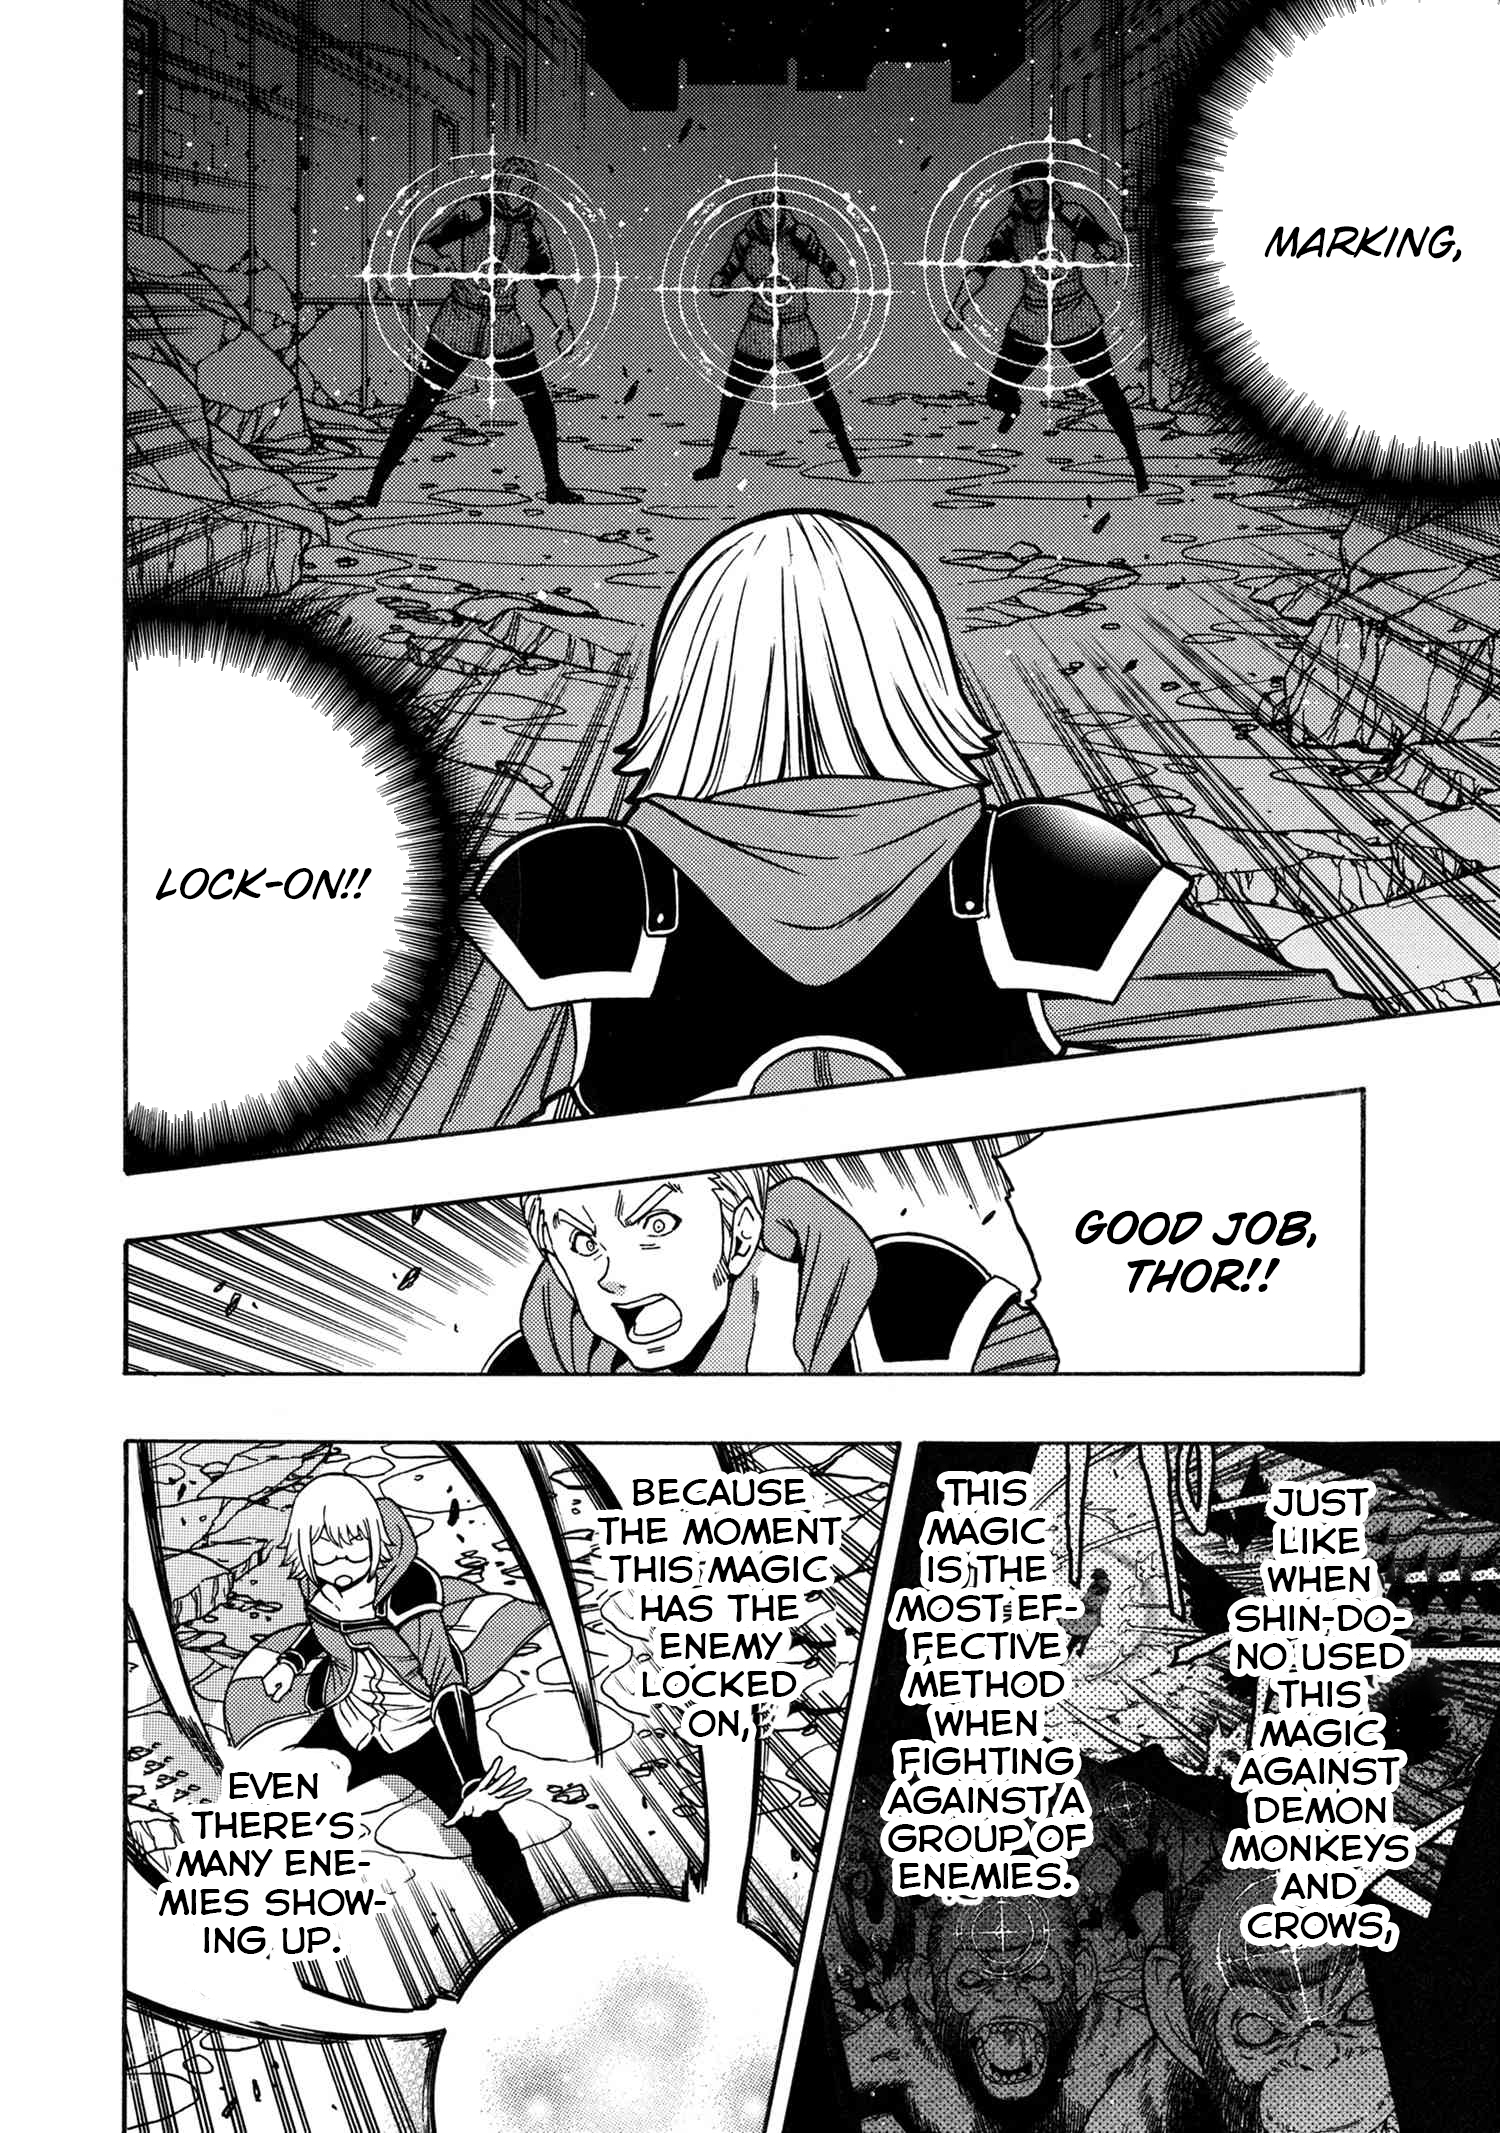 MARKING,
LOCK-ON!!
GOOD JOB,
THOR!!
JUST
LIKE
WHEN
SHIN-DO-
NO USED
THIS
MAGIC
AGAINST
DEMON
MONKEYS
AND
CROWS,
THIS
MAGIC
IS THE
MOST EF-
FECTIVE
METHOD
WHEN
FIGHTING
AGAINST A
GROUP OF
ENEMIES.
BECAUSE
THE MOMENT
THIS MAGIC
HAS THE
ENEMY
LOCKED
ON,
EVEN
THERE'S
MANY ENE-
MIES SHOW-
ING UP.